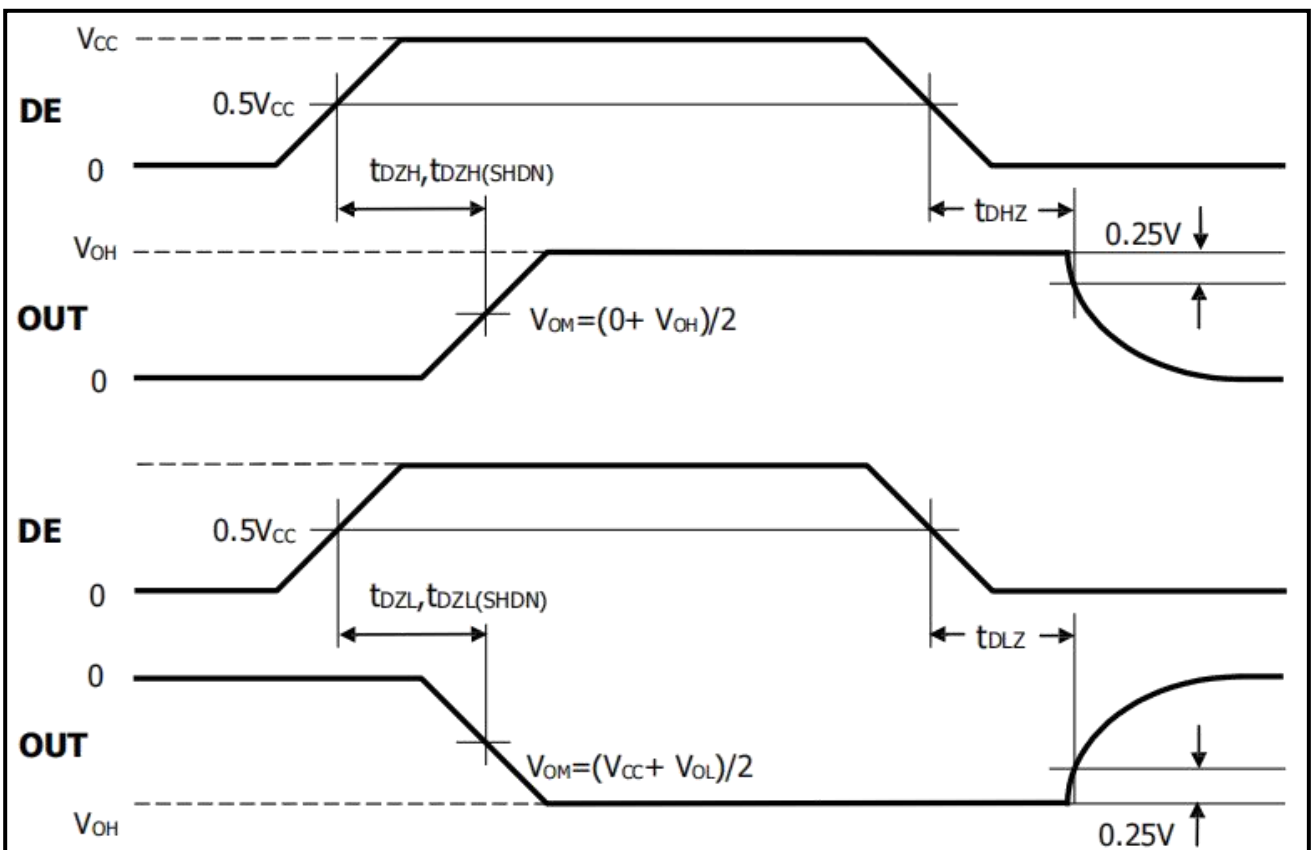 VCC
0.5VCC
DE
0
tDZH,tDZH(SHDN)
tDHZ
0.25V
VOH
OUT
VOM=(0+ VOH)/2
0
DE
0.5VCC
0
tDZL,tDZL(SHDN)
tDLZ
0
OUT
VOM=(VCC+ VOL)/2
VOH
0.25V